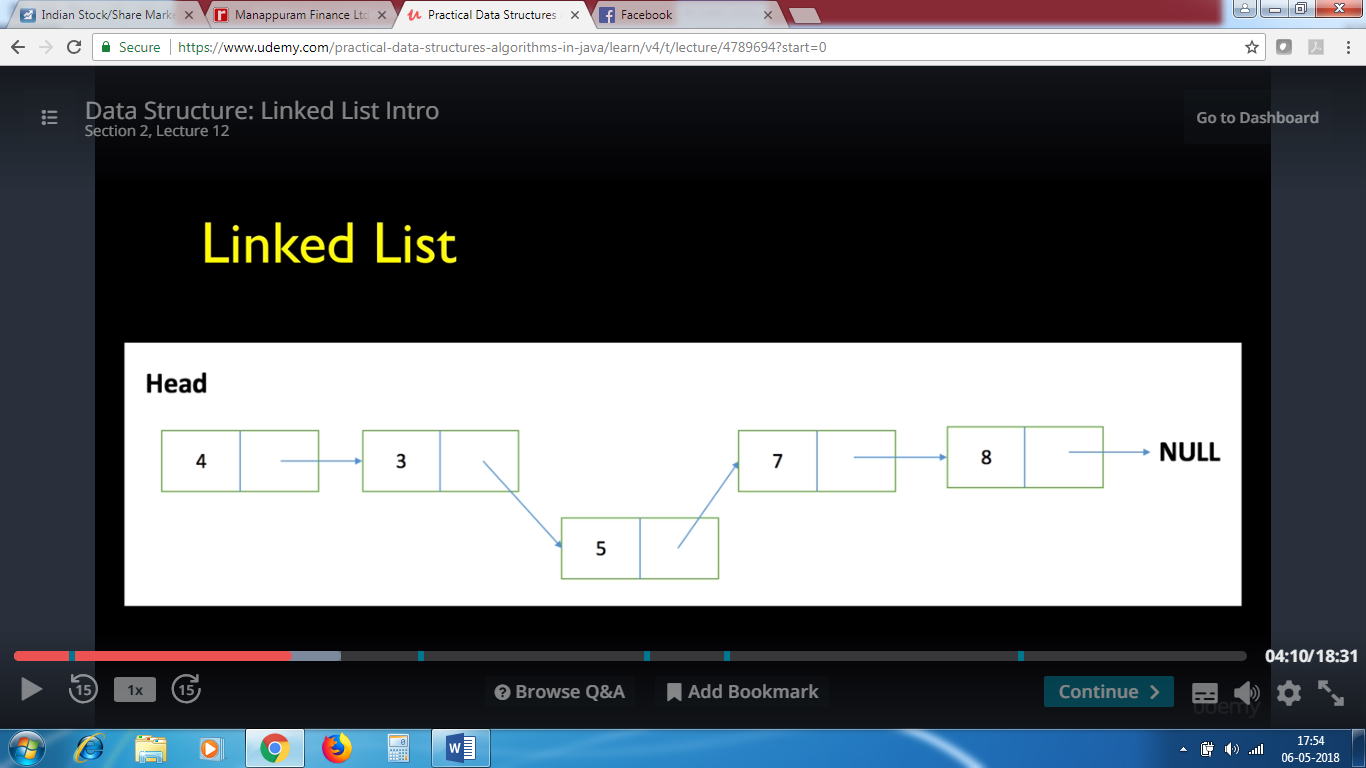 Indian Stock/Share Marke
Manappuram Finance Ltd
Practical Data Structures
Facebook
Secure | https://www.udemy.com/practical-data-structures-algorithms-in-java/learn/v4/t/lecture/4789694?start=0
Data Structure: Linked List Intro
Section 2, Lecture 12
Go to Dashboard
Linked List
Head
4 3 7 8 NULL
5
04:10/18:31
15 1x 15 Browse Q&A Add Bookmark Continue
udemy
17:54
06-05-2018